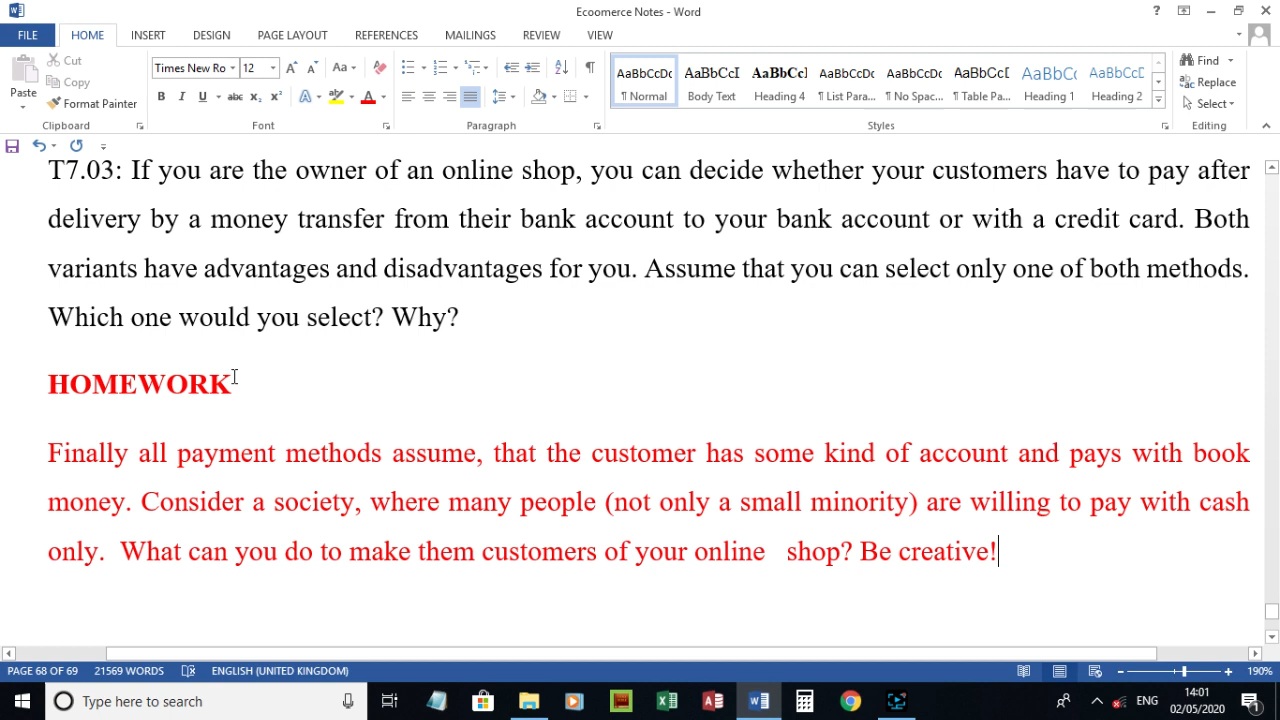 Ecoomerce Notes - Word
?
FILE HOME INSERT DESIGN PAGE LAYOUT REFERENCES MAILINGS REVIEW VIEW
Cut
Copy
Paste
Format Painter
Clipboard
Times New Ro 12 Aa
B I U abc X₂ X² A A
Font
Paragraph
AaBbCcDc AaBbCcI AaBbCcl AaBbCcDc AaBbCcDc AaBbCcD AaBbCc AaBbCcD
¶ Normal Body Text Heading 4 ¶ List Para... ¶ No Spac... ¶ Table Pa... Heading 1 Heading 2
Styles
Find
Replace
Select
Editing
T7.03: If you are the owner of an online shop, you can decide whether your customers have to pay after
delivery by a money transfer from their bank account to your bank account or with a credit card. Both
variants have advantages and disadvantages for you. Assume that you can select only one of both methods.
Which one would you select? Why?
HOMEWORK
Finally all payment methods assume, that the customer has some kind of account and pays with book
money. Consider a society, where many people (not only a small minority) are willing to pay with cash
only. What can you do to make them customers of your online shop? Be creative!
PAGE 68 OF 69 21569 WORDS ENGLISH (UNITED KINGDOM) 190%
Type here to search
ENG
14:01
02/05/2020
1